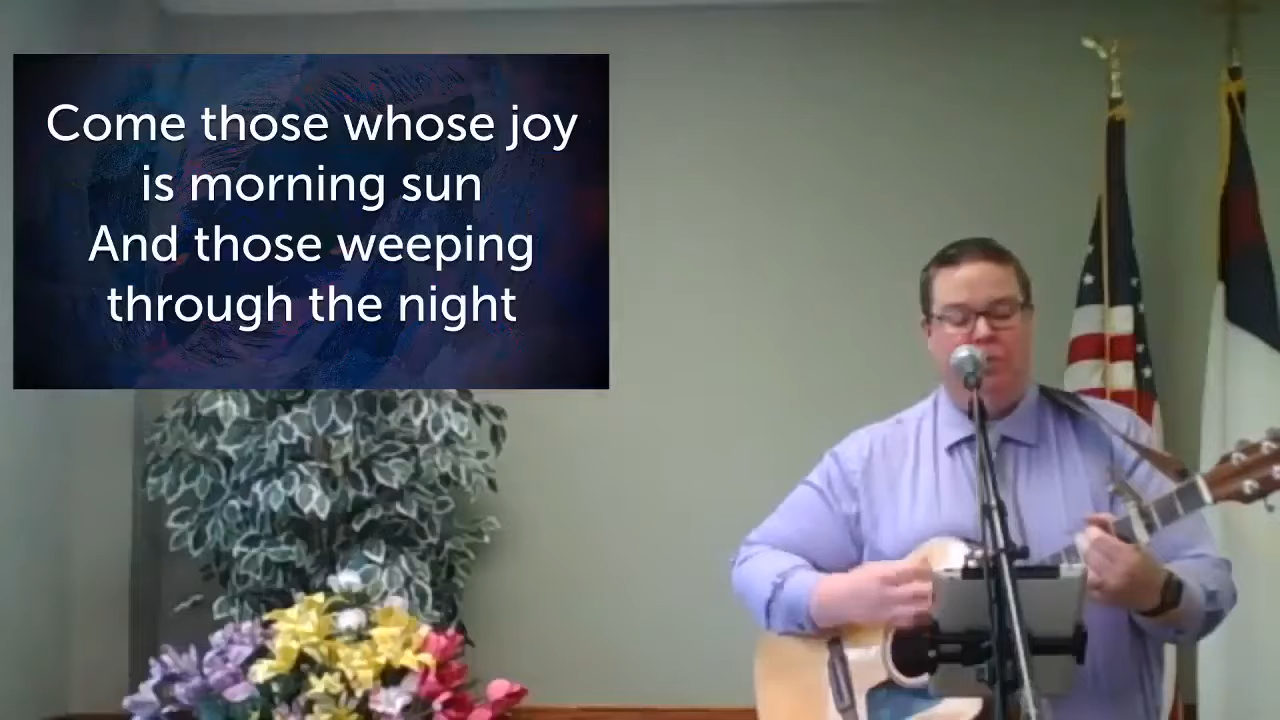 Come those whose joy
is morning sun
And those weeping
through the night